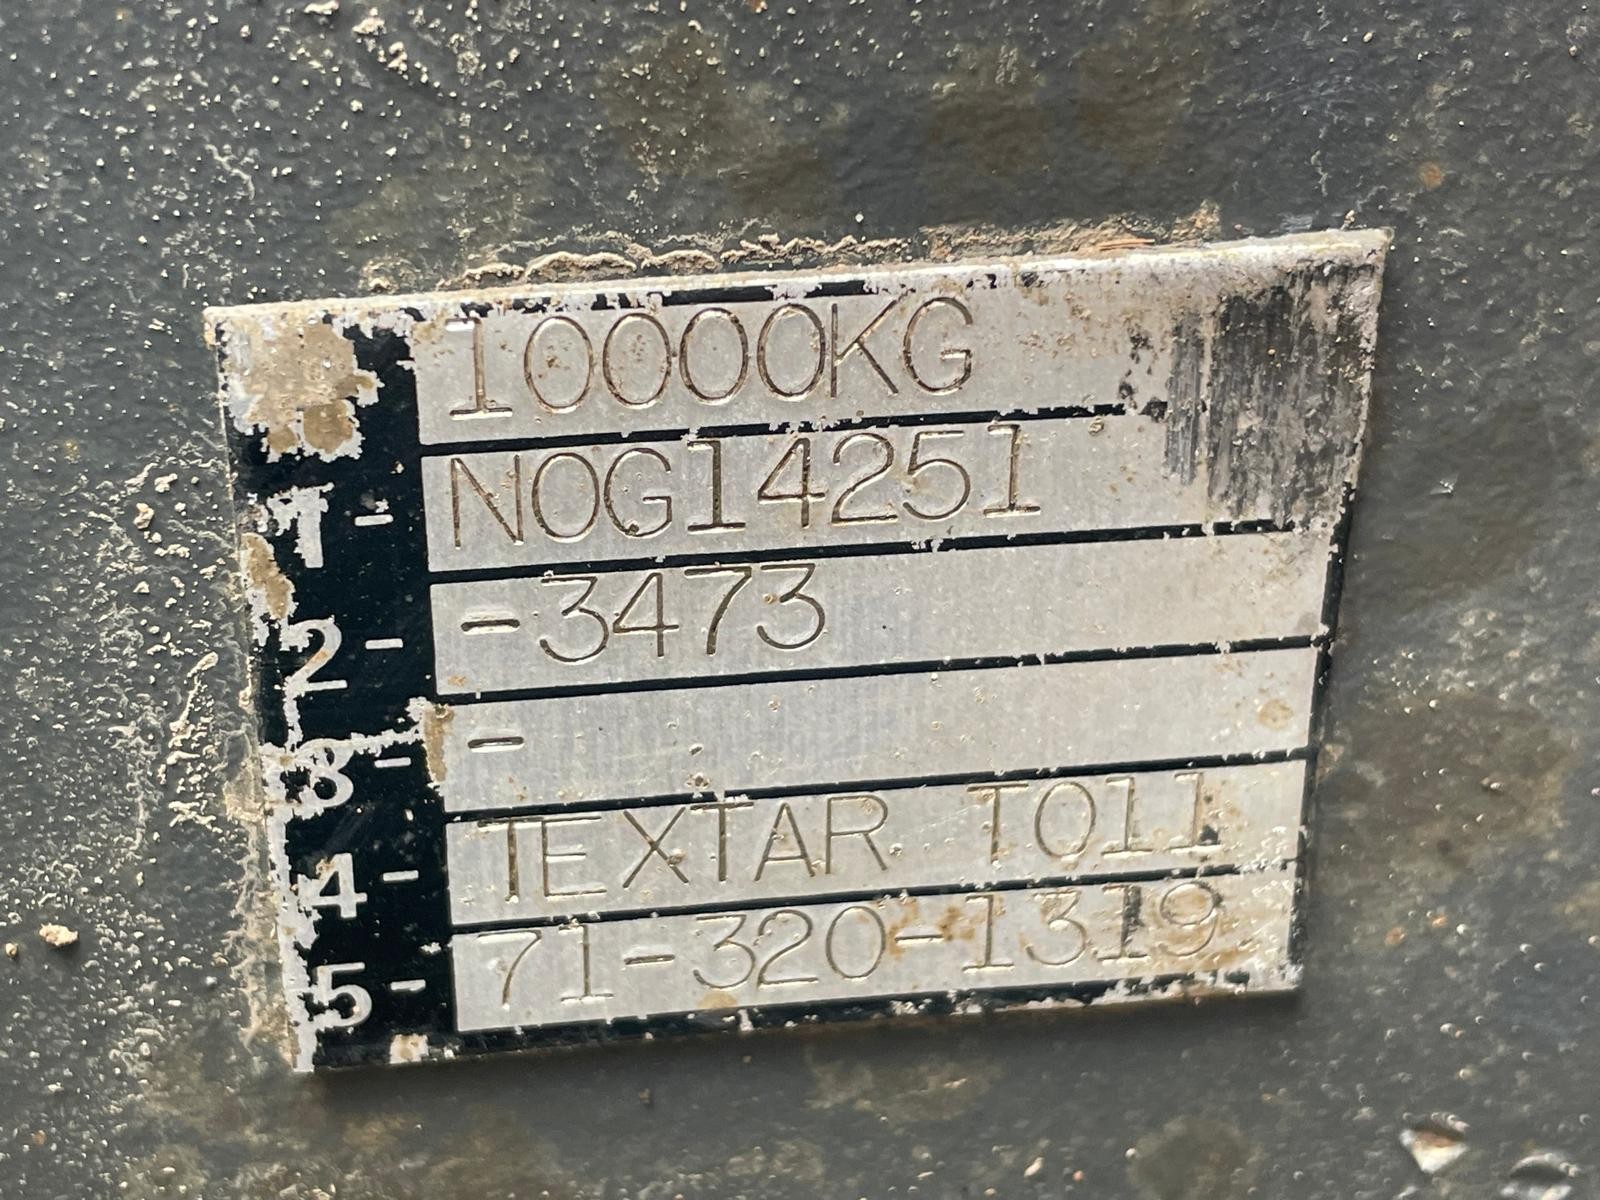 10000KG
1- NOG14251
2- -3473
3- -
4- TEXTAR T011
5- 71-320-1319